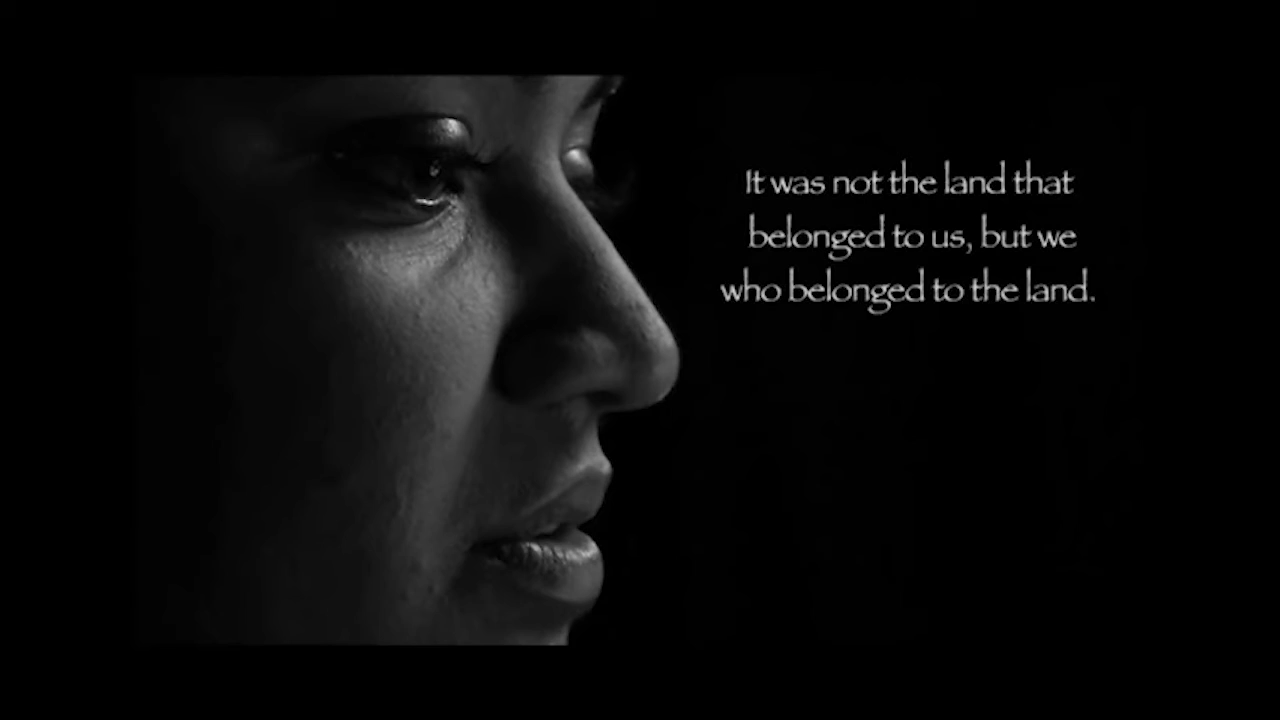 It was not the land that
belonged to us, but we
who belonged to the land.